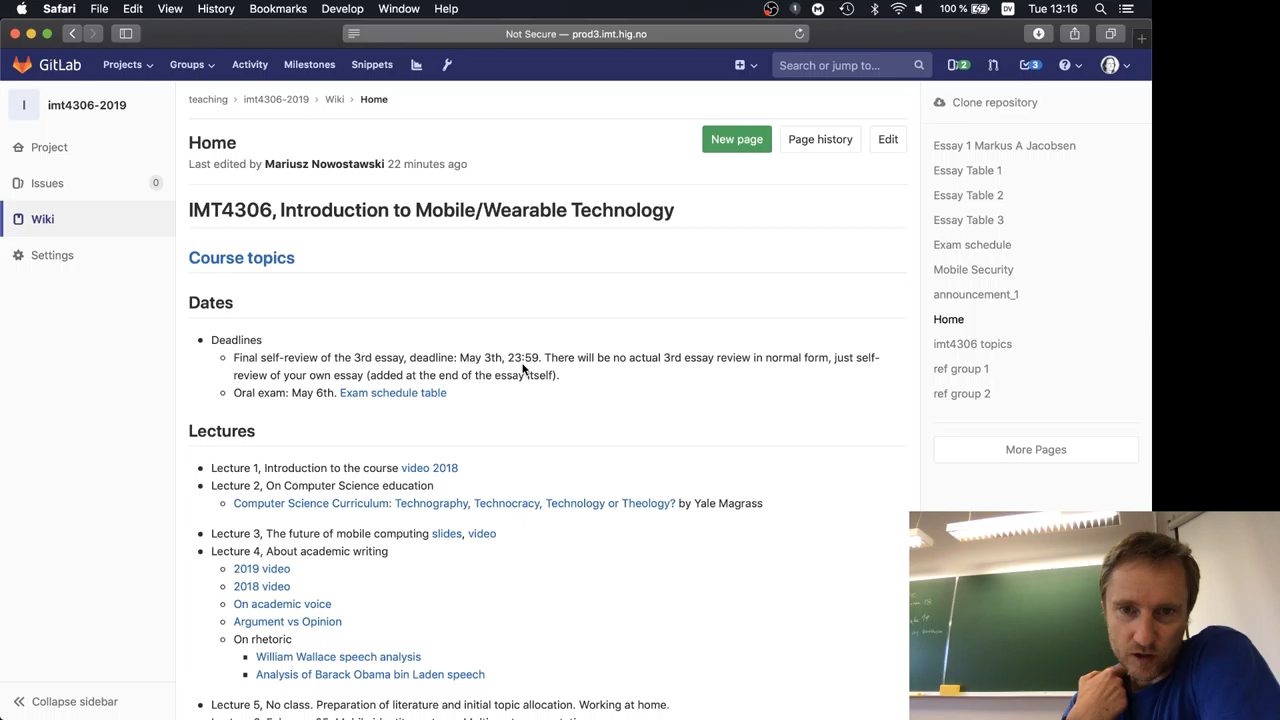 Safari File Edit View History Bookmarks Develop Window Help 1 100 % DV Tue 13:16
Not Secure — prod3.imt.hig.no
GitLab Projects Groups Activity Milestones Snippets Search or jump to... 2 3
I imt4306-2019
Project
Issues 0
Wiki
Settings
Collapse sidebar
teaching › imt4306-2019 › Wiki › Home
Home
Last edited by Mariusz Nowostawski 22 minutes ago
New page Page history Edit
IMT4306, Introduction to Mobile/Wearable Technology
Course topics
Dates
Deadlines
Final self-review of the 3rd essay, deadline: May 3th, 23:59. There will be no actual 3rd essay review in normal form, just self-
review of your own essay (added at the end of the essay itself).
Oral exam: May 6th. Exam schedule table
Lectures
Lecture 1, Introduction to the course video 2018
Lecture 2, On Computer Science education
Computer Science Curriculum: Technography, Technocracy, Technology or Theology? by Yale Magrass
Lecture 3, The future of mobile computing slides, video
Lecture 4, About academic writing
2019 video
2018 video
On academic voice
Argument vs Opinion
On rhetoric
William Wallace speech analysis
Analysis of Barack Obama bin Laden speech
Lecture 5, No class. Preparation of literature and initial topic allocation. Working at home.
Clone repository
Essay 1 Markus A Jacobsen
Essay Table 1
Essay Table 2
Essay Table 3
Exam schedule
Mobile Security
announcement_1
Home
imt4306 topics
ref group 1
ref group 2
More Pages